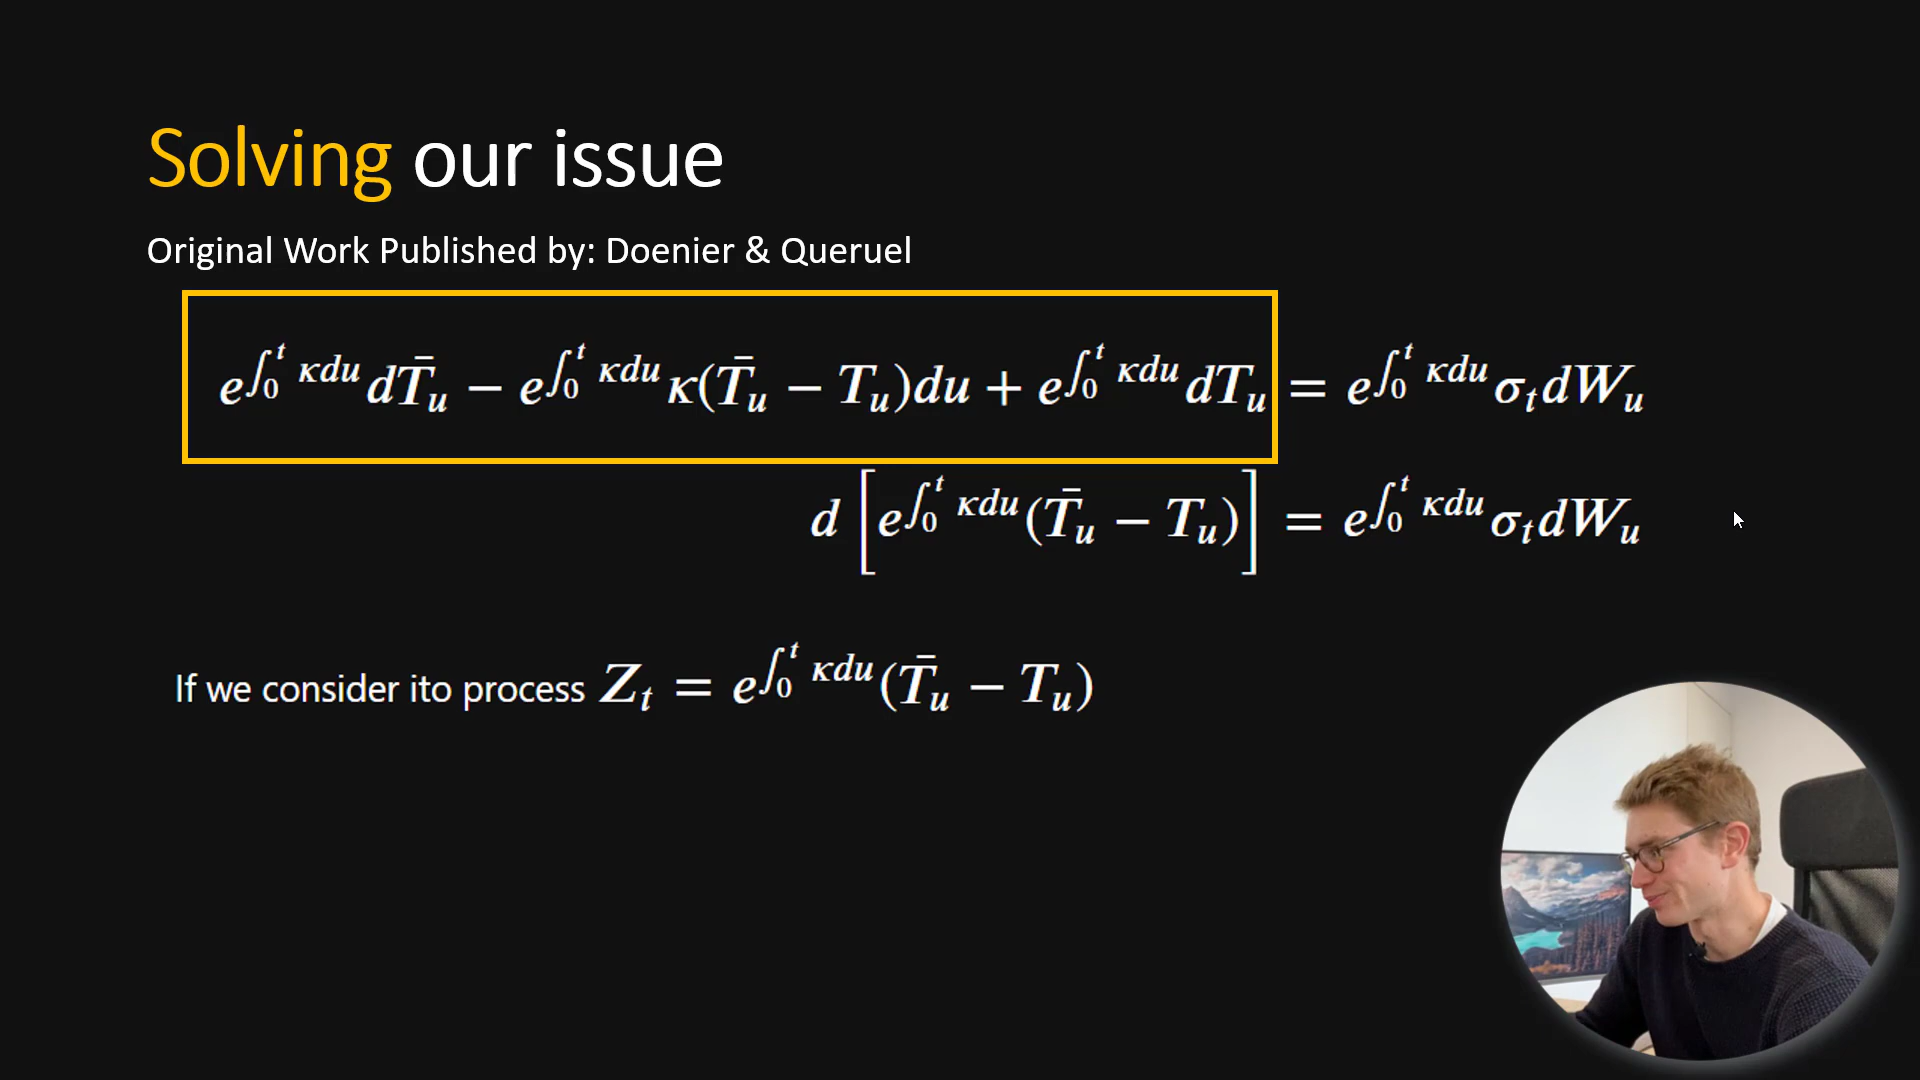 Solving our issue
Original Work Published by: Doenier & Queruel
e^{∫_0^t κdu} dT̄_u − e^{∫_0^t κdu} κ(T̄_u − T_u)du + e^{∫_0^t κdu} dT_u = e^{∫_0^t κdu} σ_t dW_u
d [e^{∫_0^t κdu} (T̄_u − T_u)] = e^{∫_0^t κdu} σ_t dW_u
If we consider ito process Z_t = e^{∫_0^t κdu} (T̄_u − T_u)